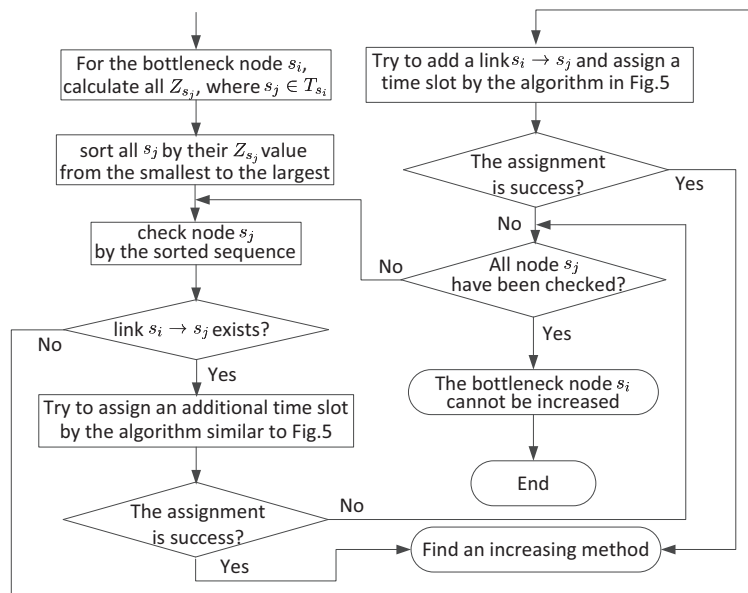 For the bottleneck node $s_i$,
calculate all $Z_{s_j}$, where $s_j \in T_{s_i}$
sort all $s_j$ by their $Z_{s_j}$ value
from the smallest to the largest
check node $s_j$
by the sorted sequence
link $s_i \rightarrow s_j$ exists?
No
Yes
Try to assign an additional time slot
by the algorithm similar to Fig.5
The assignment
is success?
No
Yes
Try to add a link $s_i \rightarrow s_j$ and assign a
time slot by the algorithm in Fig.5
The assignment
is success?
Yes
No
All node $s_j$
have been checked?
No
Yes
The bottleneck node $s_i$
cannot be increased
End
Find an increasing method